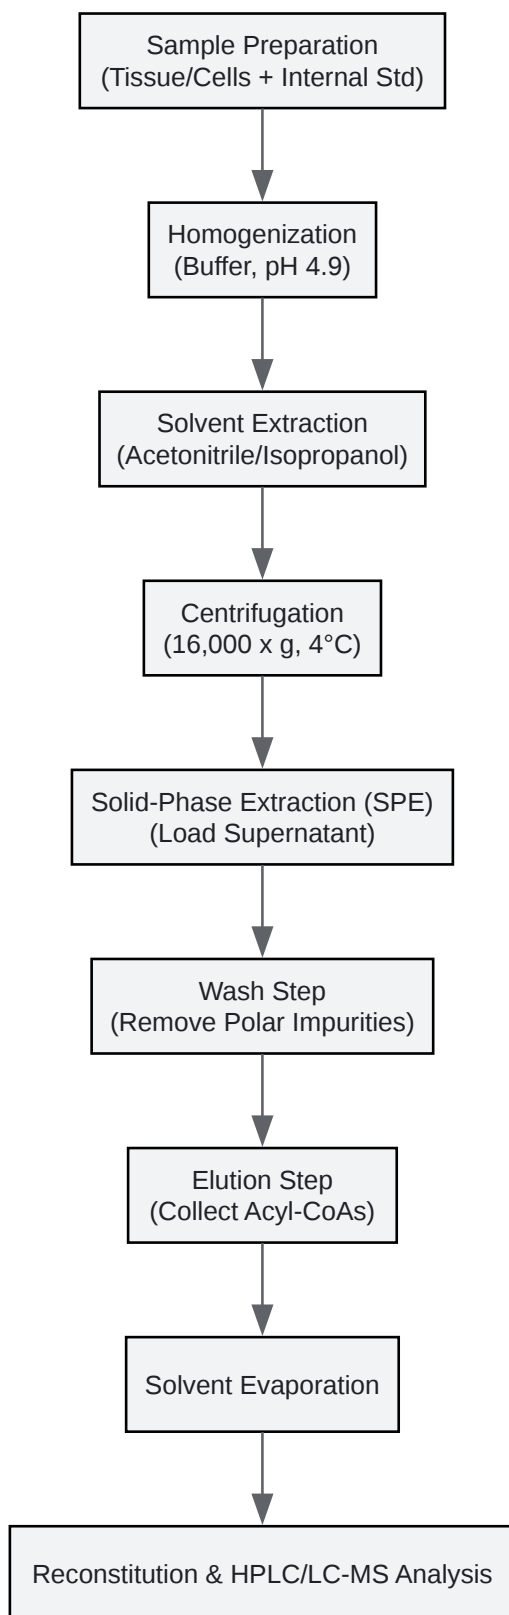 Sample Preparation
(Tissue/Cells + Internal Std)
Homogenization
(Buffer, pH 4.9)
Solvent Extraction
(Acetonitrile/Isopropanol)
Centrifugation
(16,000 x g, 4°C)
Solid-Phase Extraction (SPE)
(Load Supernatant)
Wash Step
(Remove Polar Impurities)
Elution Step
(Collect Acyl-CoAs)
Solvent Evaporation
Reconstitution & HPLC/LC-MS Analysis